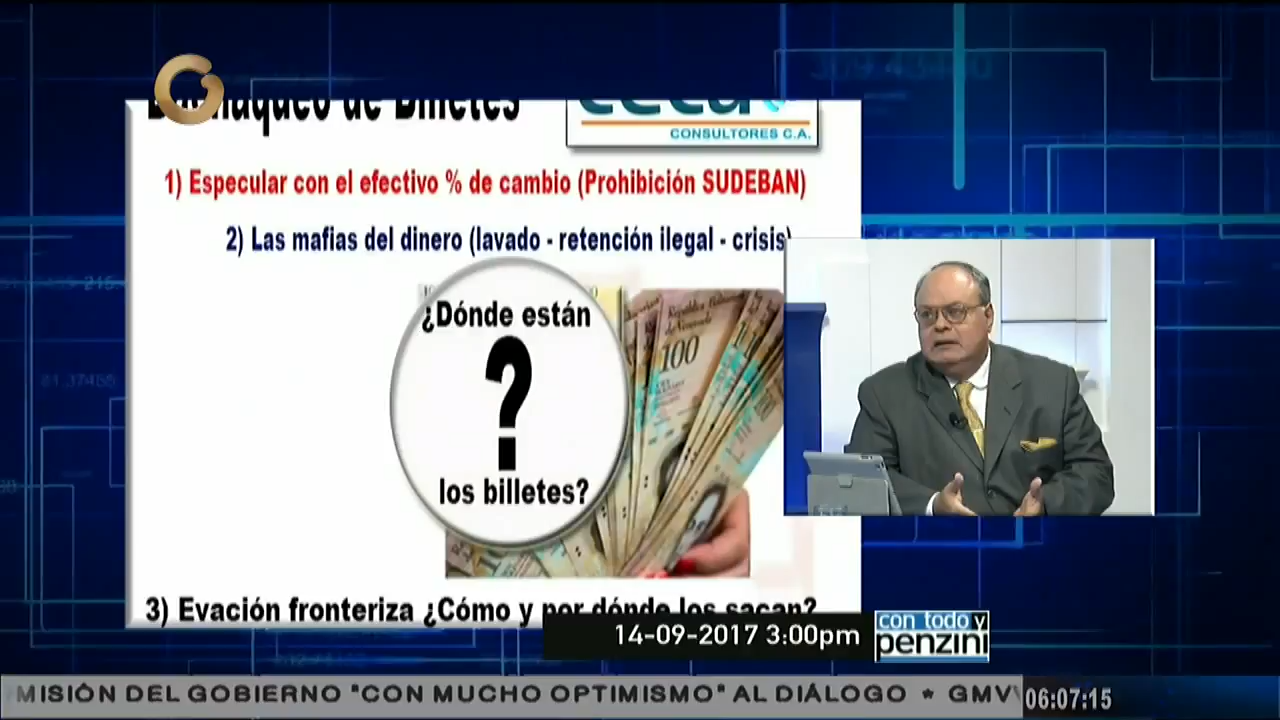 de Billetes
CONSULTORES C.A.
1) Especular con el efectivo % de cambio (Prohibición SUDEBAN)
2) Las mafias del dinero (lavado - retención ilegal - crisis)
¿Dónde están
?
los billetes?
100
3) Evación fronteriza ¿Cómo y por dónde los sacan?
14-09-2017 3:00pm
con todo y
penzini
MISIÓN DEL GOBIERNO "CON MUCHO OPTIMISMO" AL DIÁLOGO * GMV
06:07:15